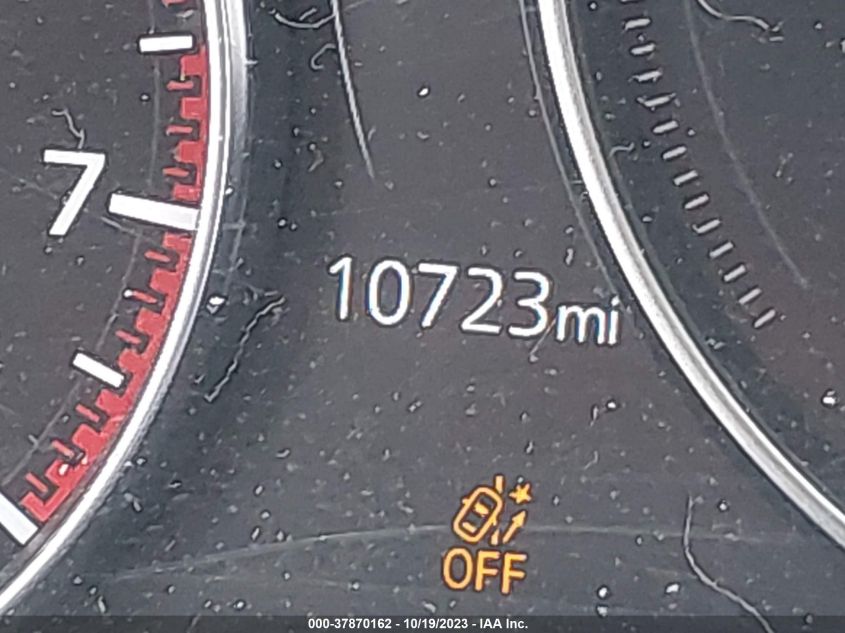 7
10723mi
OFF
000-37870162 - 10/19/2023 - IAA Inc.